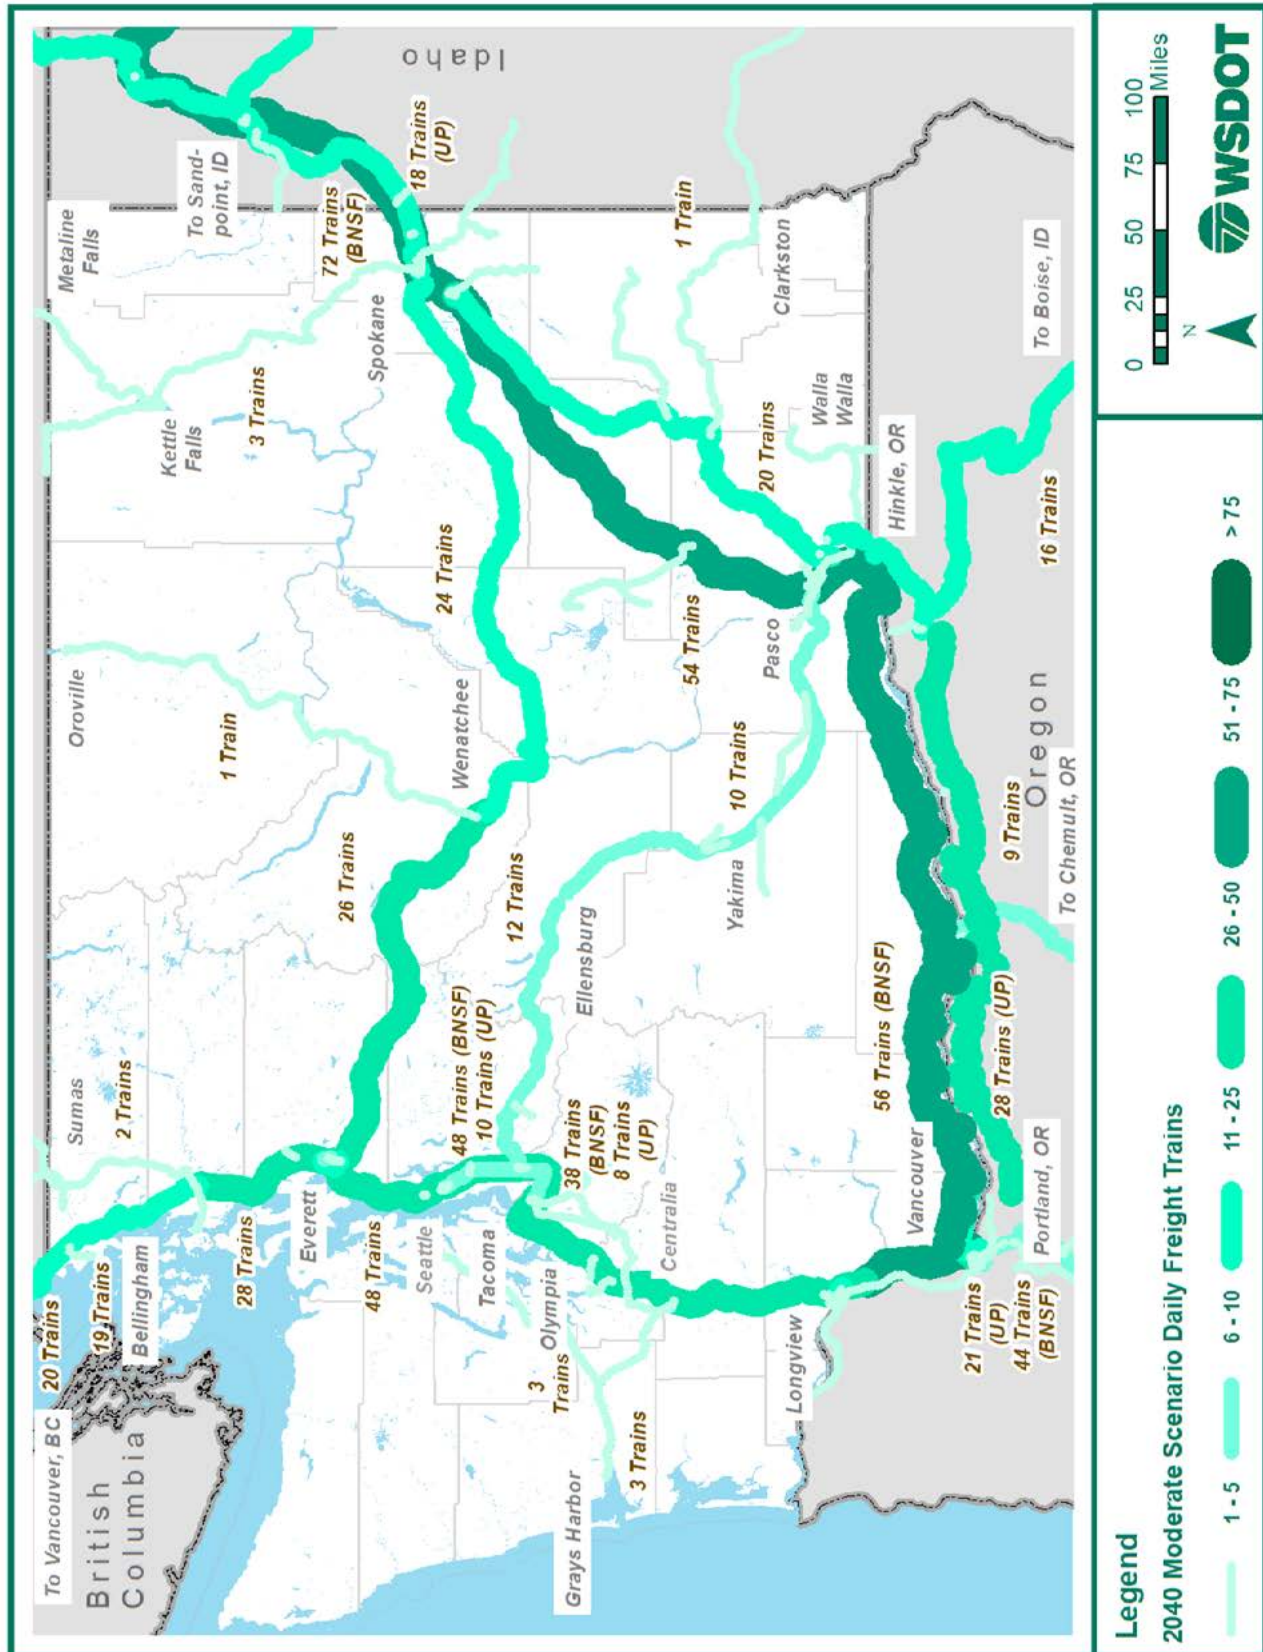 To Vancouver, BC
British
Columbia
20 Trains
19 Trains
Bellingham
Sumas
2 Trains
28 Trains
Everett
48 Trains
Seattle
Tacoma
Olympia
3
Trains
Grays Harbor
3 Trains
Centralia
Longview
48 Trains (BNSF)
10 Trains (UP)
38 Trains
(BNSF)
8 Trains
(UP)
Oroville
1 Train
26 Trains
Wenatchee
24 Trains
12 Trains
Ellensburg
Yakima
10 Trains
Pasco
54 Trains
Metaline
Falls
Kettle
Falls
3 Trains
Spokane
To Sand-
point, ID
72 Trains
(BNSF)
18 Trains
(UP)
Idaho
1 Train
Clarkston
20 Trains
Walla
Walla
Hinkle, OR
To Boise, ID
16 Trains
56 Trains (BNSF)
Vancouver
28 Trains (UP)
Portland, OR
21 Trains
(UP)
44 Trains
(BNSF)
9 Trains
Oregon
To Chemult, OR
Legend
2040 Moderate Scenario Daily Freight Trains
1 - 5
6 - 10
11 - 25
26 - 50
51 - 75
>75
N
0 25 50 75 100
Miles
WSDOT